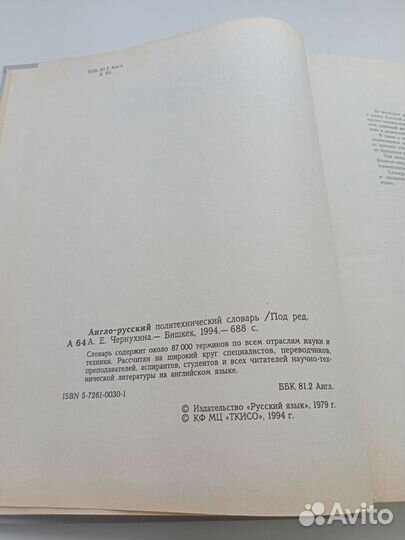 ББК 81.2 Англ
А 64
Англо-русский политехнический словарь /Под ред.
А 64 А. Е. Чернухина.— Бишкек, 1994.—688 с.
Словарь содержит около 87 000 терминов по всем отраслям науки и
техники. Рассчитан на широкий круг специалистов, переводчиков,
преподавателей, аспирантов, студентов и всех читателей научно-тех-
нической литературы на английском языке.
ББК 81.2 Англ.
ISBN 5-7261-0030-1
© Издательство «Русский язык», 1979 г.
© КФ МЦ «ТКИСО», 1994 г.
Avito